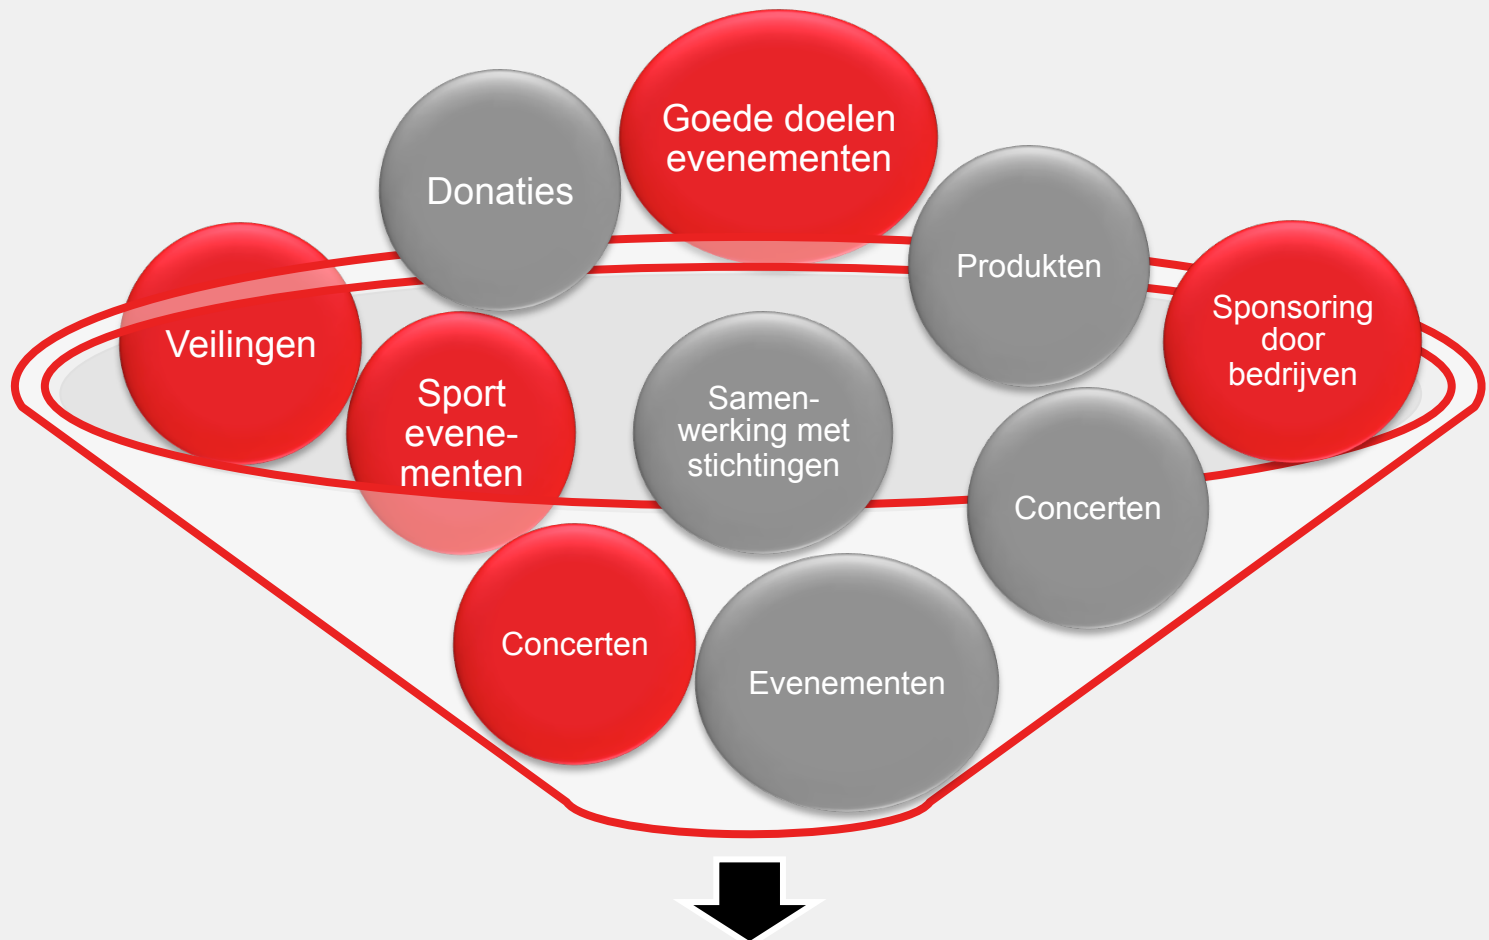 Goede doelen
evenementen
Donaties
Produkten
Sponsoring
door
bedrijven
Veilingen
Sport
evene-
menten
Samen-
werking met
stichtingen
Concerten
Concerten
Evenementen